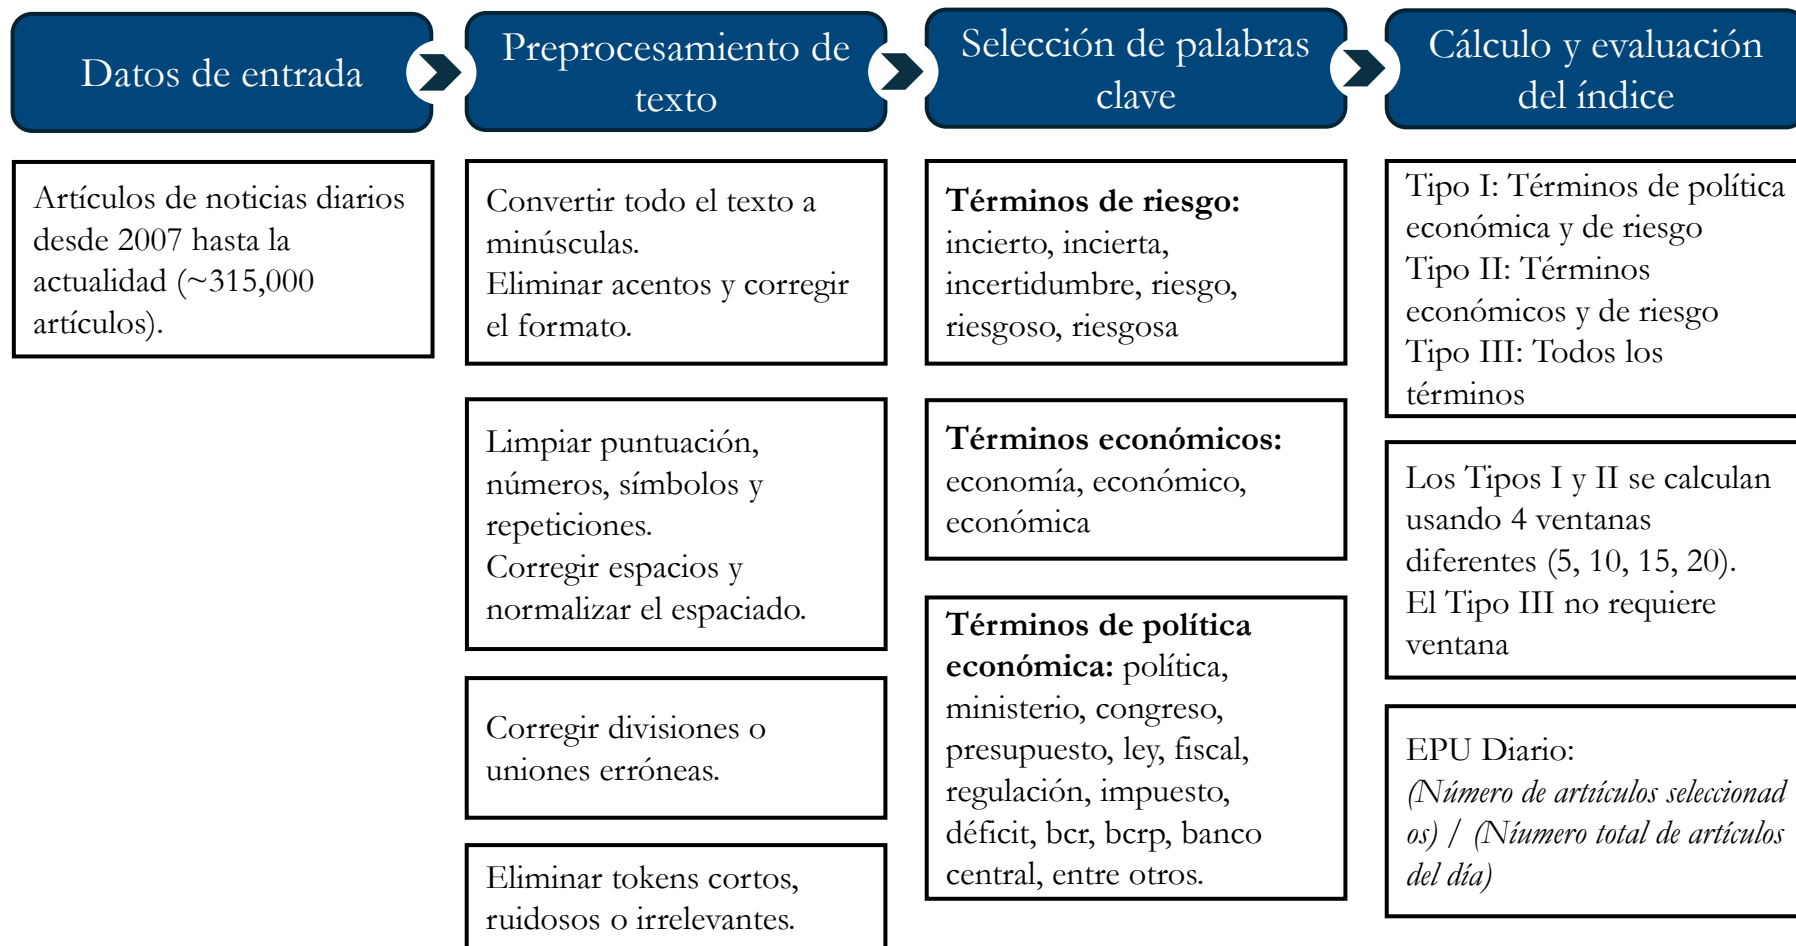 Datos de entrada
Preprocesamiento de
texto
Selección de palabras
clave
Cálculo y evaluación
del índice
Artículos de noticias diarios
desde 2007 hasta la
actualidad (~315,000
artículos).
Convertir todo el texto a
minúsculas.
Eliminar acentos y corregir
el formato.
Limpiar puntuación,
números, símbolos y
repeticiones.
Corregir espacios y
normalizar el espaciado.
Corregir divisiones o
uniones erróneas.
Eliminar tokens cortos,
ruidosos o irrelevantes.
Términos de riesgo:
incierto, incierta,
incertidumbre, riesgo,
riesgoso, riesgosa
Términos económicos:
economía, económico,
económica
Términos de política
económica: política,
ministerio, congreso,
presupuesto, ley, fiscal,
regulación, impuesto,
déficit, bcr, bcrp, banco
central, entre otros.
Tipo I: Términos de política
económica y de riesgo
Tipo II: Términos
económicos y de riesgo
Tipo III: Todos los
términos
Los Tipos I y II se calculan
usando 4 ventanas
diferentes (5, 10, 15, 20).
El Tipo III no requiere
ventana
EPU Diario:
(Número de artıículos seleccionad
os) / (Níumero total de artículos
del día)